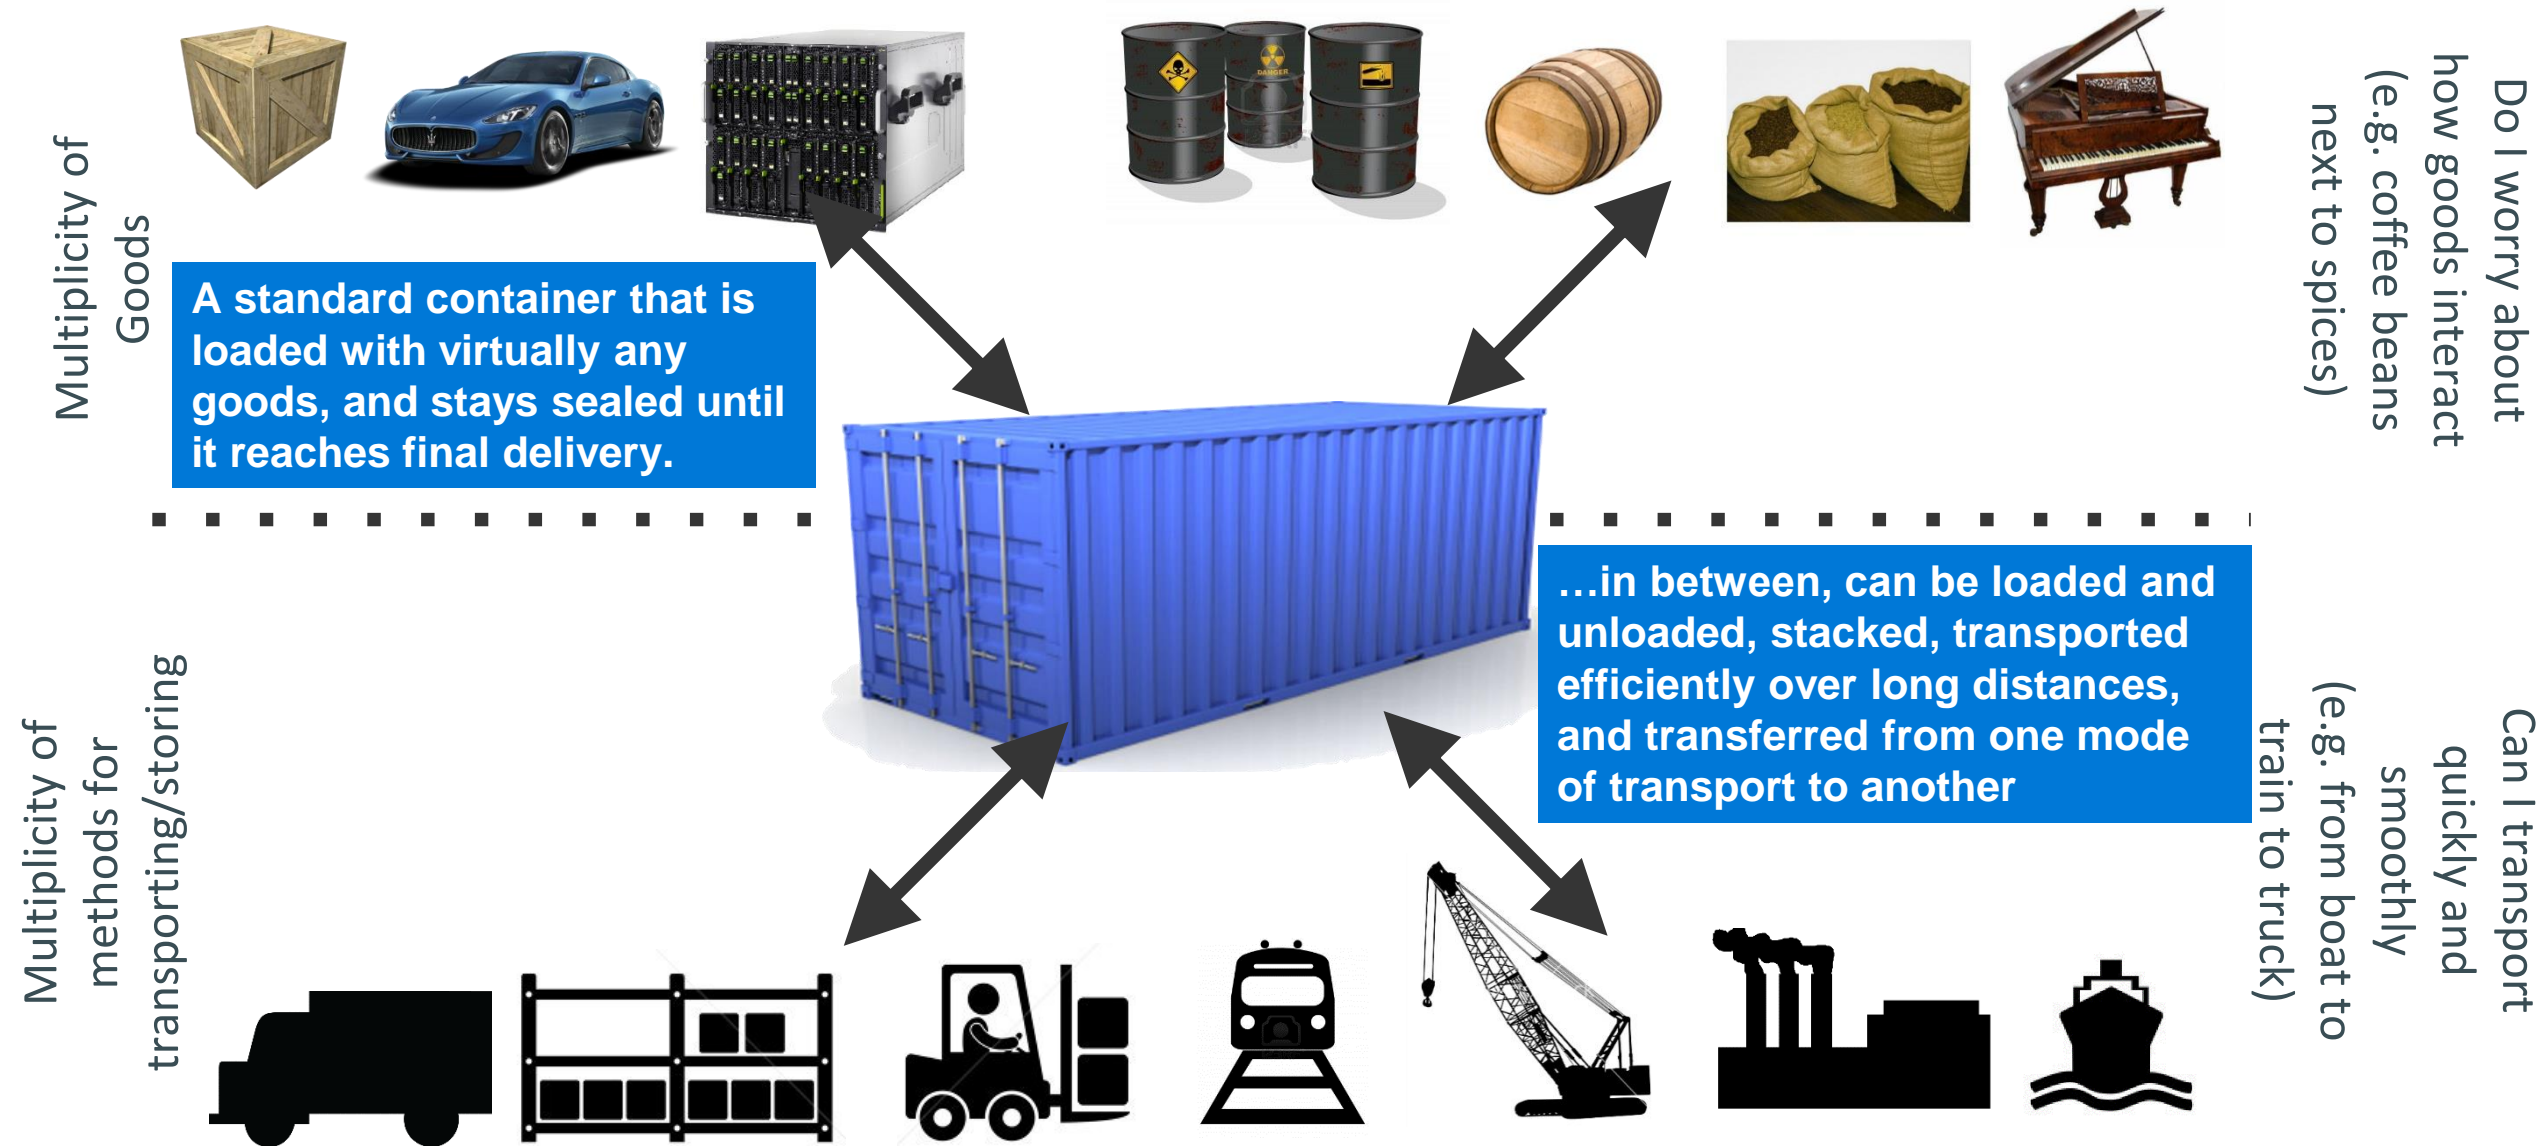 Multiplicity of
Goods
DANGER
Do I worry about
how goods interact
(e.g. coffee beans
next to spices)
A standard container that is
loaded with virtually any
goods, and stays sealed until
it reaches final delivery.
…in between, can be loaded and
unloaded, stacked, transported
efficiently over long distances,
and transferred from one mode
of transport to another
Multiplicity of
methods for
transporting/storing
Can I transport
quickly and
smoothly
(e.g. from boat to
train to truck)